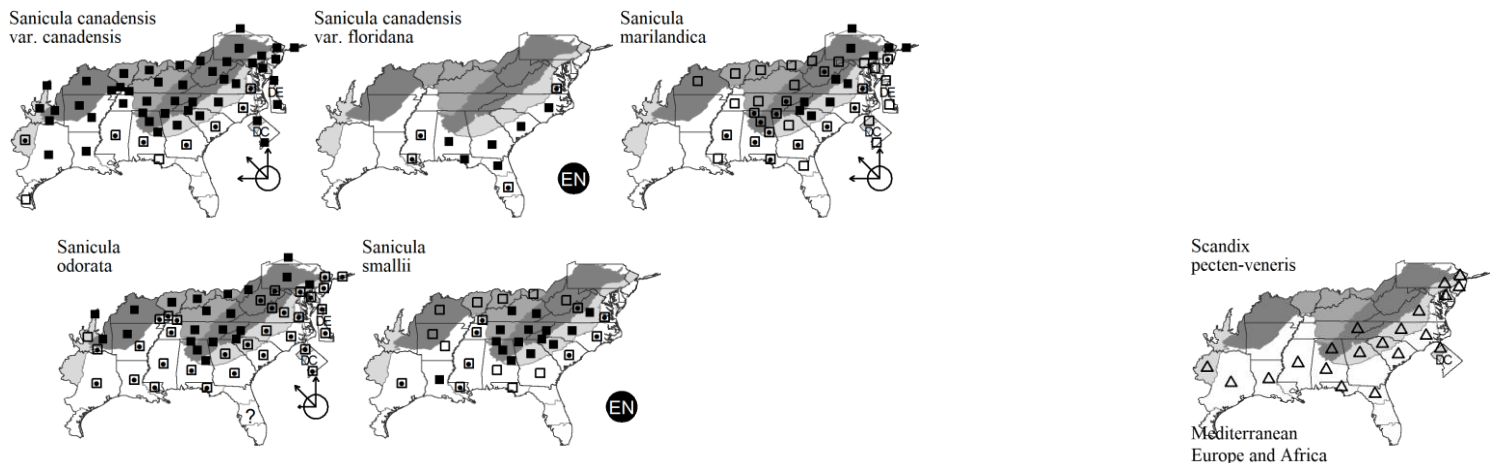 Sanicula canadensis
var. canadensis
DE
DC
Sanicula canadensis
var. floridana
EN
Sanicula
marilandica
DE
DC
Sanicula
odorata
DE
DC
?
Sanicula
smallii
EN
Scandix
pecten-veneris
DC
Mediterranean
Europe and Africa